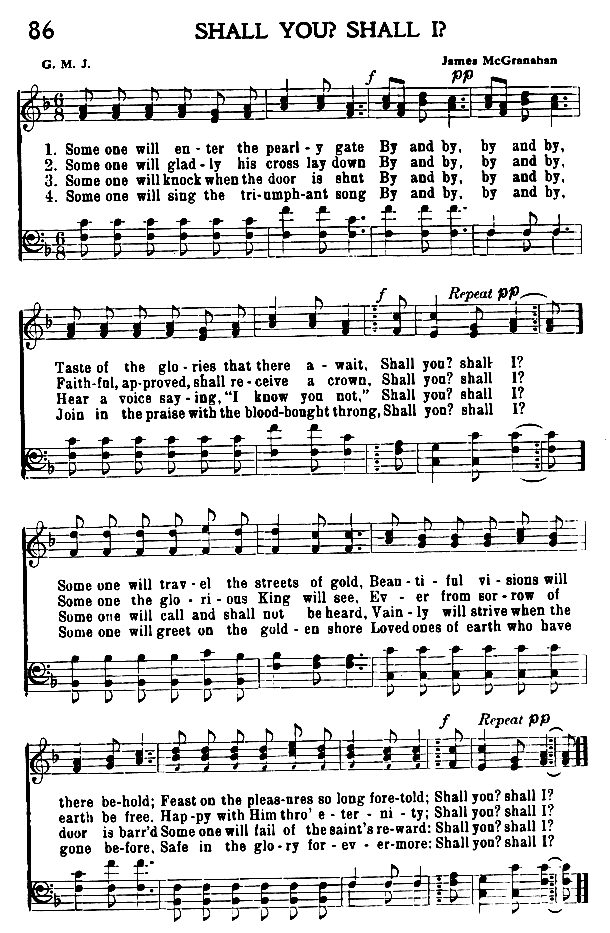 86 SHALL YOU? SHALL I?
G. M. J. James McGranahan
f pp
1. Some one will en - ter the pearl - y gate By and by, by and by,
2. Some one will glad - ly his cross lay down By and by, by and by,
3. Some one will knock when the door is shut By and by, by and by,
4. Some one will sing the tri - umph - ant song By and by, by and by,
f Repeat pp
Taste of the glo - ries that there a - wait, Shall you? shall I?
Faith - ful, ap - proved, shall re - ceive a crown, Shall you? shall I?
Hear a voice say - ing, "I know you not," Shall you? shall I?
Join in the praise with the blood-bought throng, Shall you? shall I?
Some one will trav - el the streets of gold, Beau - ti - ful vi - sions will
Some one the glo - ri - ous King will see, Ev - er from sor - row of
Some one will call and shall not be heard, Vain - ly will strive when the
Some one will greet on the gold - en shore Loved ones of earth who have
f Repeat pp
there be-hold; Feast on the pleas-ures so long fore-told; Shall you? shall I?
earth be free. Hap-py with Him thro' e - ter - ni - ty; Shall you? shall I?
door is barr'd Some one will fail of the saint's re-ward: Shall you? shall I?
gone be-fore, Safe in the glo - ry for - ev - er-more: Shall you? shall I?